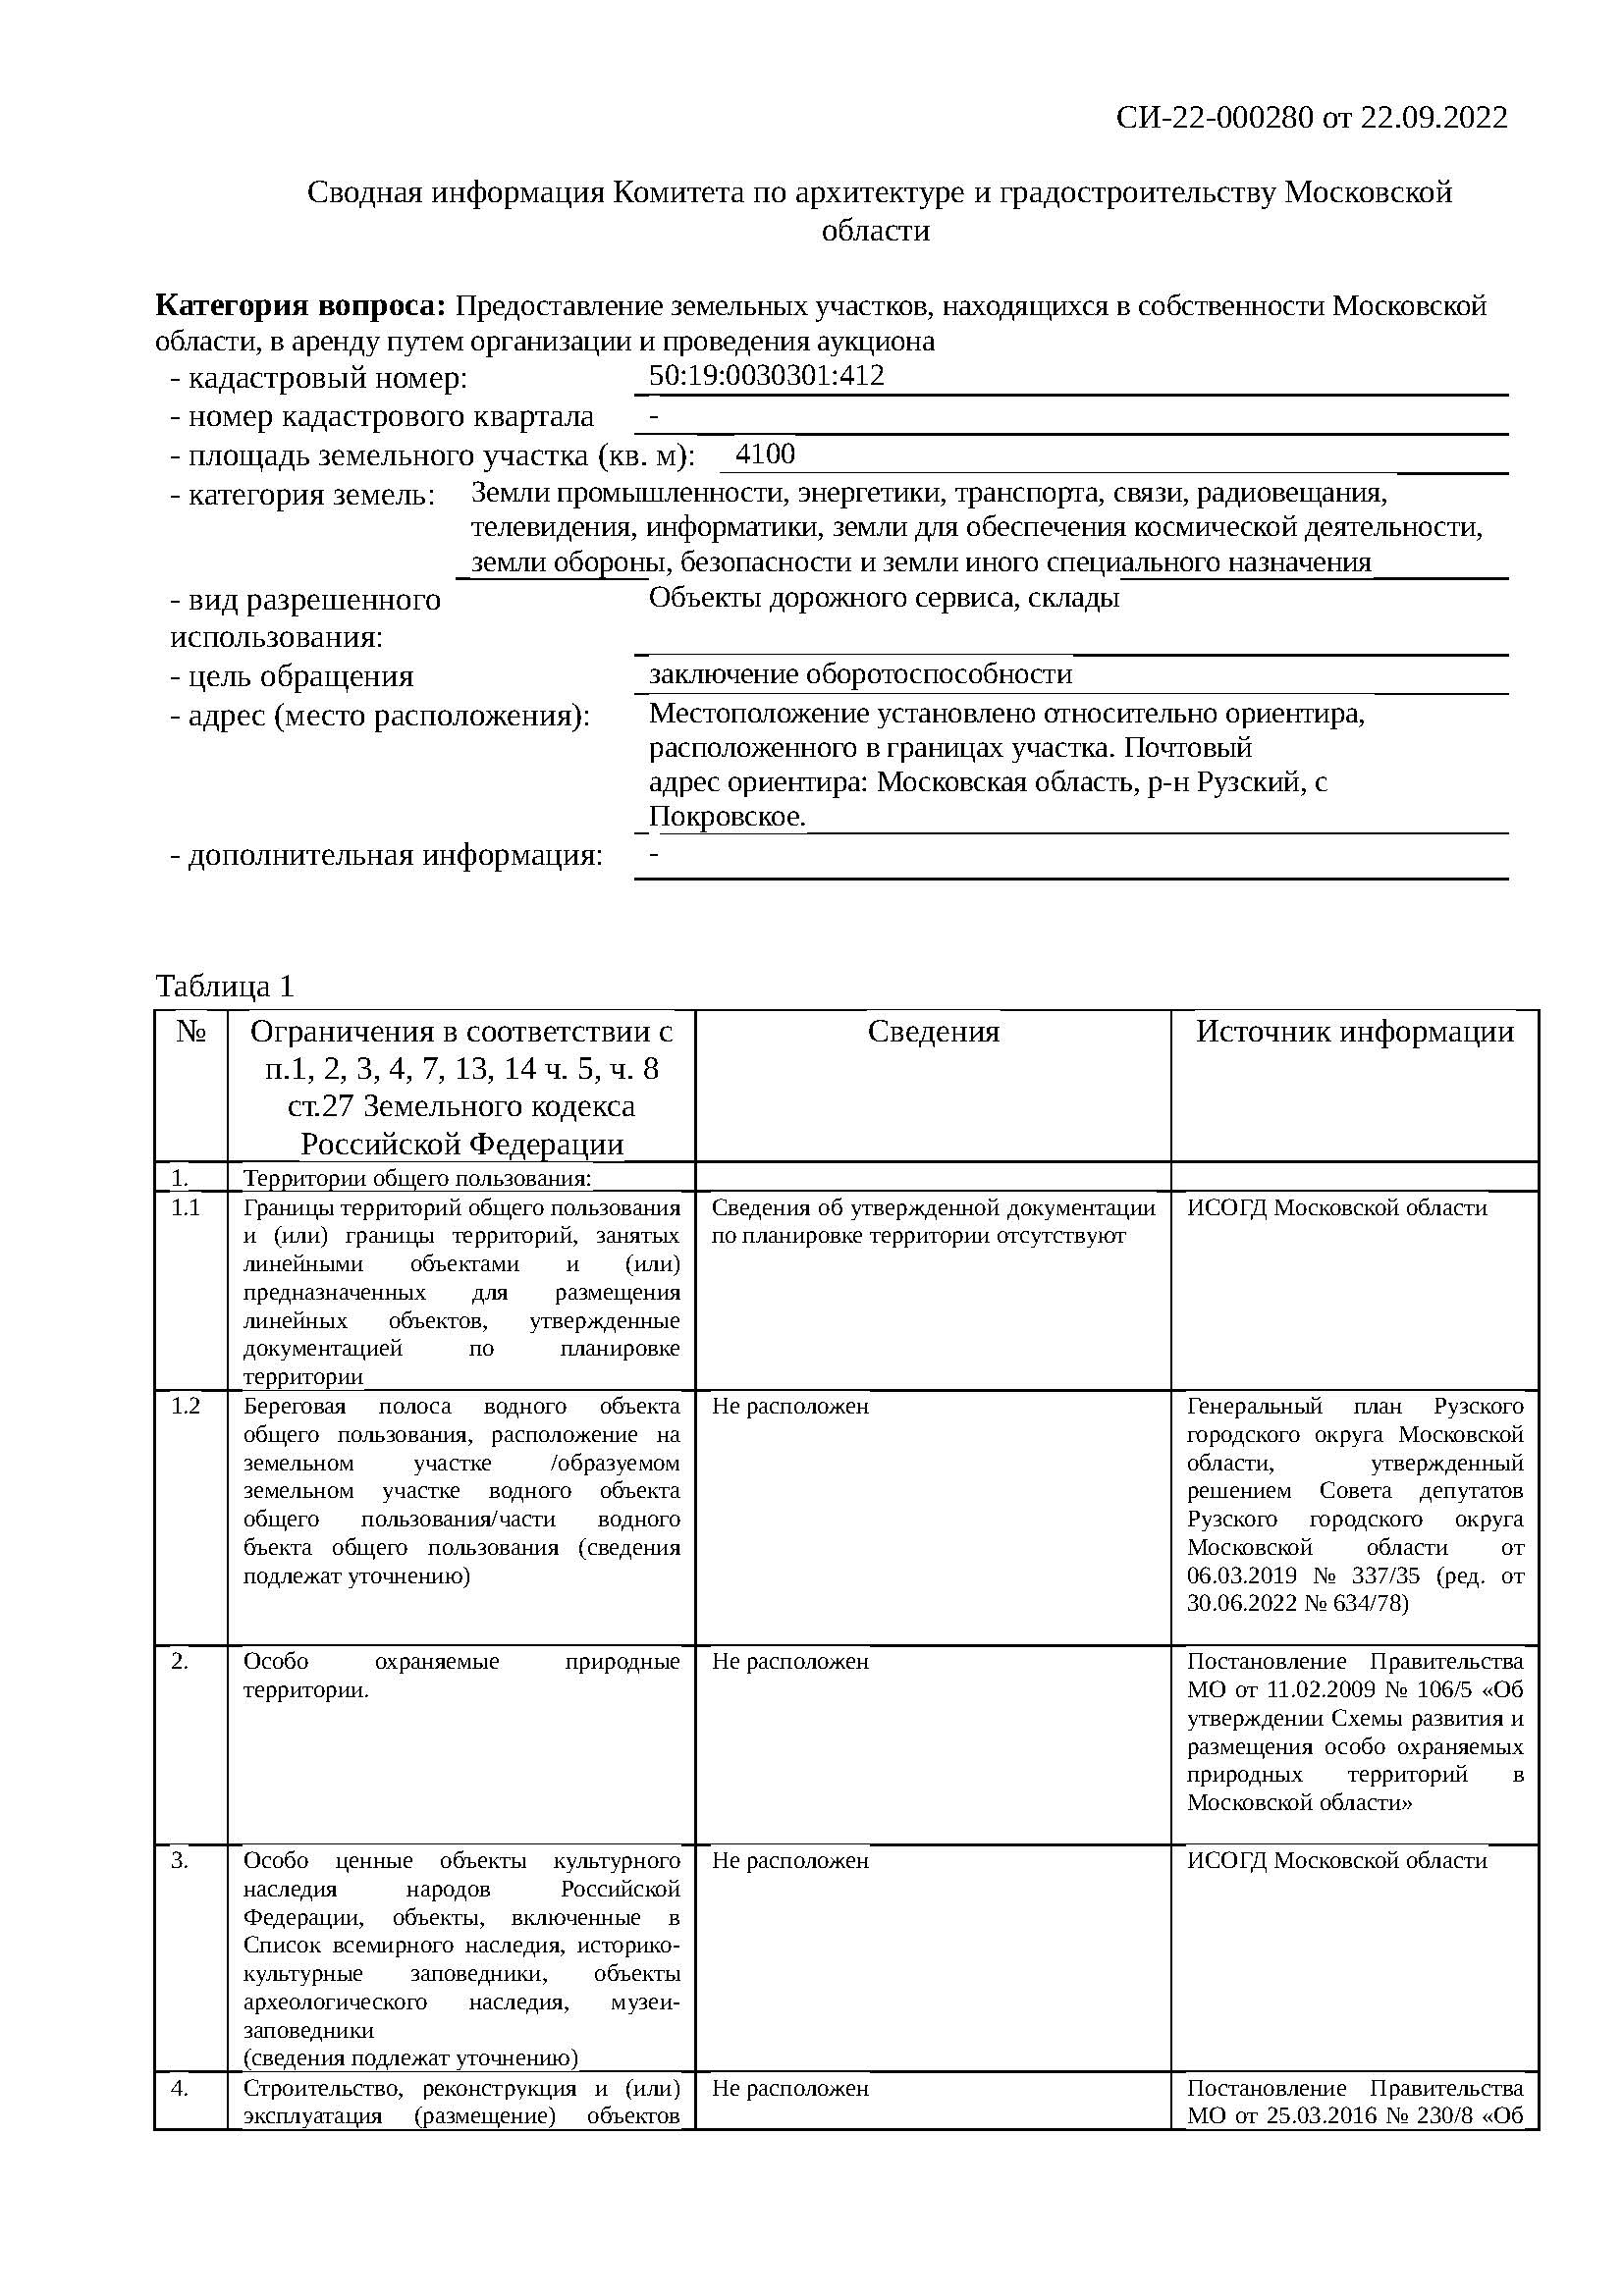 СИ-22-000280 от 22.09.2022
Сводная информация Комитета по архитектуре и градостроительству Московской
области
Категория вопроса: Предоставление земельных участков, находящихся в собственности Московской
области, в аренду путем организации и проведения аукциона
- кадастровый номер: 50:19:0030301:412
- номер кадастрового квартала -
- площадь земельного участка (кв. м): 4100
- категория земель: Земли промышленности, энергетики, транспорта, связи, радиовещания,
телевидения, информатики, земли для обеспечения космической деятельности,
земли обороны, безопасности и земли иного специального назначения
- вид разрешенного
использования:
Объекты дорожного сервиса, склады
- цель обращения заключение оборотоспособности
- адрес (место расположения): Местоположение установлено относительно ориентира,
расположенного в границах участка. Почтовый
адрес ориентира: Московская область, р-н Рузский, с
Покровское.
- дополнительная информация: -
Таблица 1
№
Ограничения в соответствии с
п.1, 2, 3, 4, 7, 13, 14 ч. 5, ч. 8
ст.27 Земельного кодекса
Российской Федерации
Сведения
Источник информации
1.
Территории общего пользования:
1.1
Границы территорий общего пользования
и (или) границы территорий, занятых
линейными объектами и (или)
предназначенных для размещения
линейных объектов, утвержденные
документацией по планировке
территории
Сведения об утвержденной документации
по планировке территории отсутствуют
ИСОГД Московской области
1.2
Береговая полоса водного объекта
общего пользования, расположение на
земельном участке /образуемом
земельном участке водного объекта
общего пользования/части водного
бъекта общего пользования (сведения
подлежат уточнению)
Не расположен
Генеральный план Рузского
городского округа Московской
области, утвержденный
решением Совета депутатов
Рузского городского округа
Московской области от
06.03.2019 № 337/35 (ред. от
30.06.2022 № 634/78)
2.
Особо охраняемые природные
территории.
Не расположен
Постановление Правительства
МО от 11.02.2009 № 106/5 «Об
утверждении Схемы развития и
размещения особо охраняемых
природных территорий в
Московской области»
3.
Особо ценные объекты культурного
наследия народов Российской
Федерации, объекты, включенные в
Список всемирного наследия, историко-
культурные заповедники, объекты
археологического наследия, музеи-
заповедники
(сведения подлежат уточнению)
Не расположен
ИСОГД Московской области
4.
Строительство, реконструкция и (или)
эксплуатация (размещение) объектов
Не расположен
Постановление Правительства
МО от 25.03.2016 № 230/8 «Об